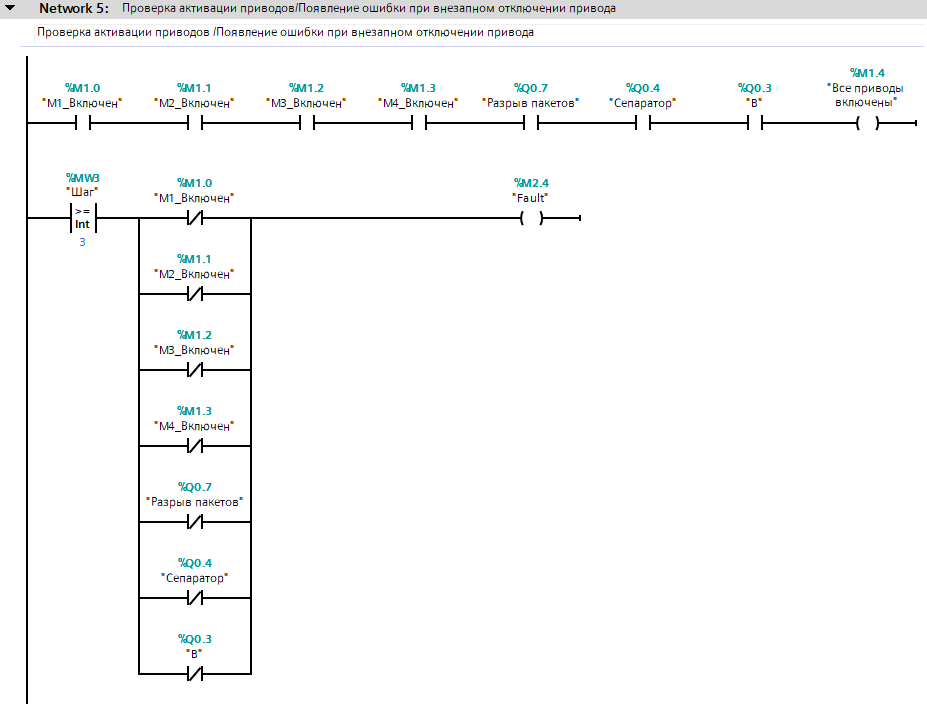 Network 5: Проверка активации приводов/Появление ошибки при внезапном отключении привода
Проверка активации приводов /Появление ошибки при внезапном отключении привода
%M1.0 %M1.1 %M1.2 %M1.3 %Q0.7 %Q0.4 %Q0.3 %M1.4
"M1_Включен" "M2_Включен" "M3_Включен" "M4_Включен" "Разрыв пакетов" "Сепаратор" "В" "Все приводы
включены"
%MW3
"Шаг"
>=
Int
3
%M1.0
"M1_Включен"
%M2.4
"Fault"
%M1.1
"M2_Включен"
%M1.2
"M3_Включен"
%M1.3
"M4_Включен"
%Q0.7
"Разрыв пакетов"
%Q0.4
"Сепаратор"
%Q0.3
"В"